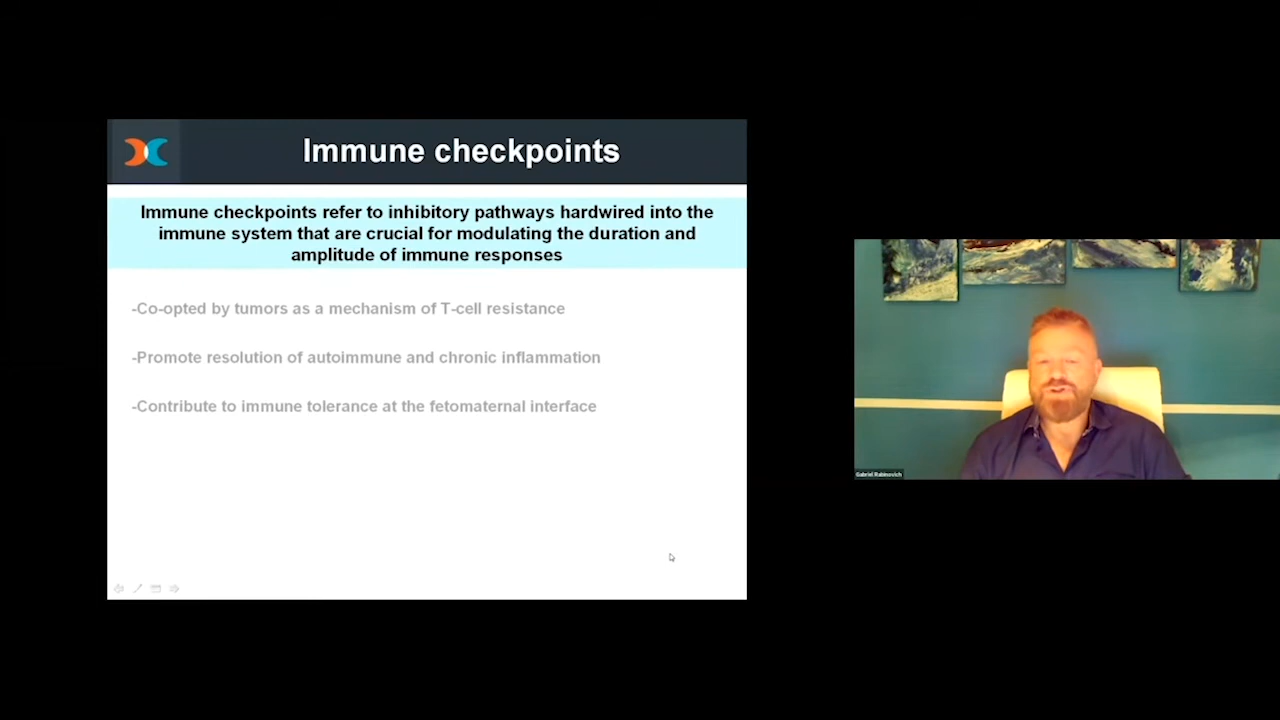 Immune checkpoints
Immune checkpoints refer to inhibitory pathways hardwired into the
immune system that are crucial for modulating the duration and
amplitude of immune responses
-Co-opted by tumors as a mechanism of T-cell resistance
-Promote resolution of autoimmune and chronic inflammation
-Contribute to immune tolerance at the fetomaternal interface
Gabriel Rabinovich